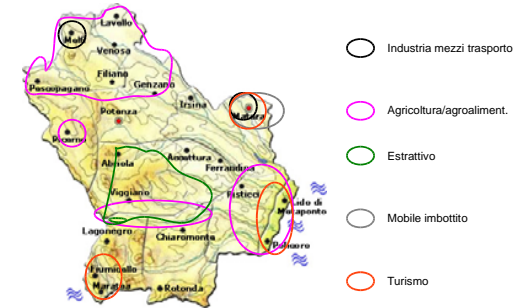 Lavello
Melfi
Venosa
Filiano
Pescopagano
Genzano
Irsina
Potenza
Matera
Picerno
Abriola
Accettura
Ferrandina
Viggiano
Pisticci
Lido di
Metaponto
Lagonegro
Chiaromonte
Policoro
Fiumicello
Maratea
Rotonda
Industria mezzi trasporto
Agricoltura/agroaliment.
Estrattivo
Mobile imbottito
Turismo